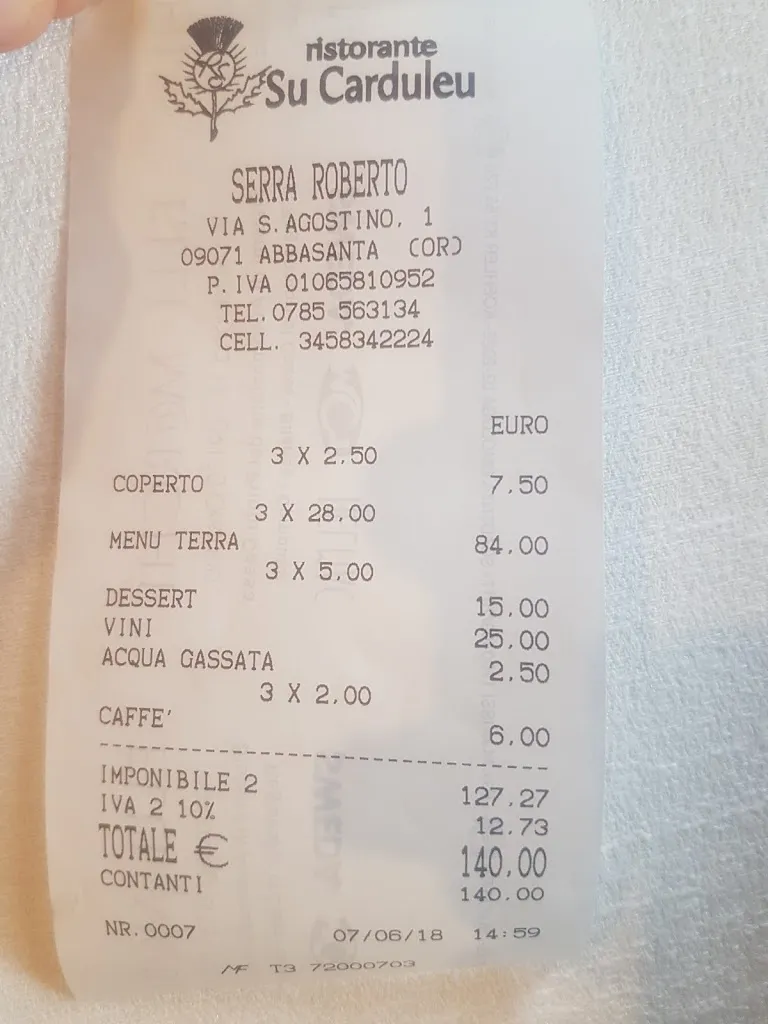 ristorante
Su Carduleu
SERRA ROBERTO
VIA S.AGOSTINO, 1
09071 ABBASANTA (OR)
P.IVA 01065810952
TEL.0785 563134
CELL. 3458342224
EURO
3 X 2,50
COPERTO 7,50
3 X 28,00
MENU TERRA 84,00
3 X 5,00
DESSERT 15,00
VINI 25,00
ACQUA GASSATA 2,50
3 X 2,00
CAFFE' 6,00
IMPONIBILE 2 127,27
IVA 2 10% 12,73
TOTALE € 140,00
CONTANTI 140,00
NR.0007 07/06/18 14:59
MF T3 72000703